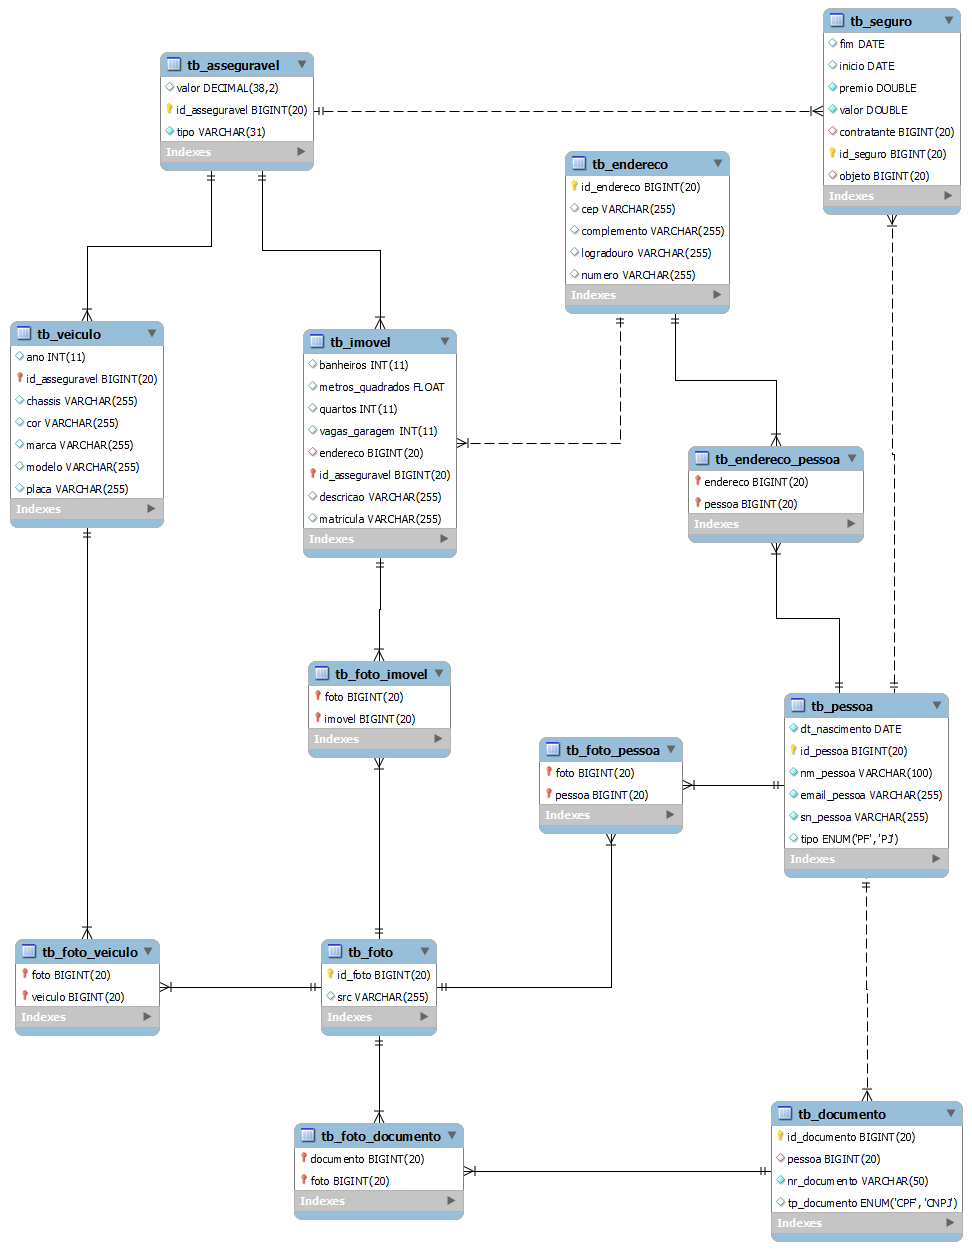 tb_seguro
fim DATE
inicio DATE
premio DOUBLE
valor DOUBLE
contratante BIGINT(20)
id_seguro BIGINT(20)
objeto BIGINT(20)
Indexes
tb_asseguravel
valor DECIMAL(38,2)
id_asseguravel BIGINT(20)
tipo VARCHAR(31)
Indexes
tb_endereco
id_endereco BIGINT(20)
cep VARCHAR(255)
complemento VARCHAR(255)
logradouro VARCHAR(255)
numero VARCHAR(255)
Indexes
tb_veiculo
ano INT(11)
id_asseguravel BIGINT(20)
chassis VARCHAR(255)
cor VARCHAR(255)
marca VARCHAR(255)
modelo VARCHAR(255)
placa VARCHAR(255)
Indexes
tb_imovel
banheiros INT(11)
metros_quadrados FLOAT
quartos INT(11)
vagas_garagem INT(11)
endereco BIGINT(20)
id_asseguravel BIGINT(20)
descricao VARCHAR(255)
matricula VARCHAR(255)
Indexes
tb_endereco_pessoa
endereco BIGINT(20)
pessoa BIGINT(20)
Indexes
tb_foto_imovel
foto BIGINT(20)
imovel BIGINT(20)
Indexes
tb_pessoa
dt_nascimento DATE
id_pessoa BIGINT(20)
nm_pessoa VARCHAR(100)
email_pessoa VARCHAR(255)
sn_pessoa VARCHAR(255)
tipo ENUM('PF', 'PJ')
Indexes
tb_foto_pessoa
foto BIGINT(20)
pessoa BIGINT(20)
Indexes
tb_foto_veiculo
foto BIGINT(20)
veiculo BIGINT(20)
Indexes
tb_foto
id_foto BIGINT(20)
src VARCHAR(255)
Indexes
tb_foto_documento
documento BIGINT(20)
foto BIGINT(20)
Indexes
tb_documento
id_documento BIGINT(20)
pessoa BIGINT(20)
nr_documento VARCHAR(50)
tp_documento ENUM('CPF', 'CNPJ')
Indexes